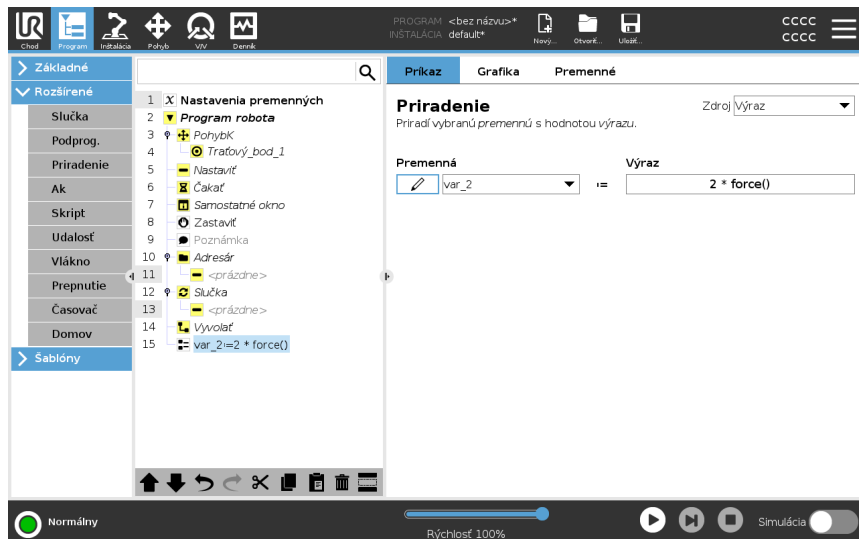 UR
Chod
Program
Inštalácia
Pohyb
V/V
Denník
PROGRAM <bez názvu>*
INŠTALÁCIA default*
Nový...
Otvoriť...
Uložiť...
CCCC
CCCC
Základné
Rozšírené
Slučka
Podprog.
Priradenie
Ak
Skript
Udalosť
Vlákno
Prepnutie
Časovač
Domov
Šablóny
1 X Nastavenia premenných
2 Program robota
3 PohybK
4 Traťový_bod_1
5 Nastaviť
6 Čakať
7 Samostatné okno
8 Zastaviť
9 Poznámka
10 Adresár
11 <prázdne>
12 Slučka
13 <prázdne>
14 Vyvolať
15 var_2≔2 * force()
Príkaz
Grafika
Premenné
Priradenie
Zdroj Výraz
Priradí vybranú premennú s hodnotou výrazu.
Premenná
Výraz
var_2 ≔ 2 * force()
Normálny
Rýchlosť 100%
Simulácia